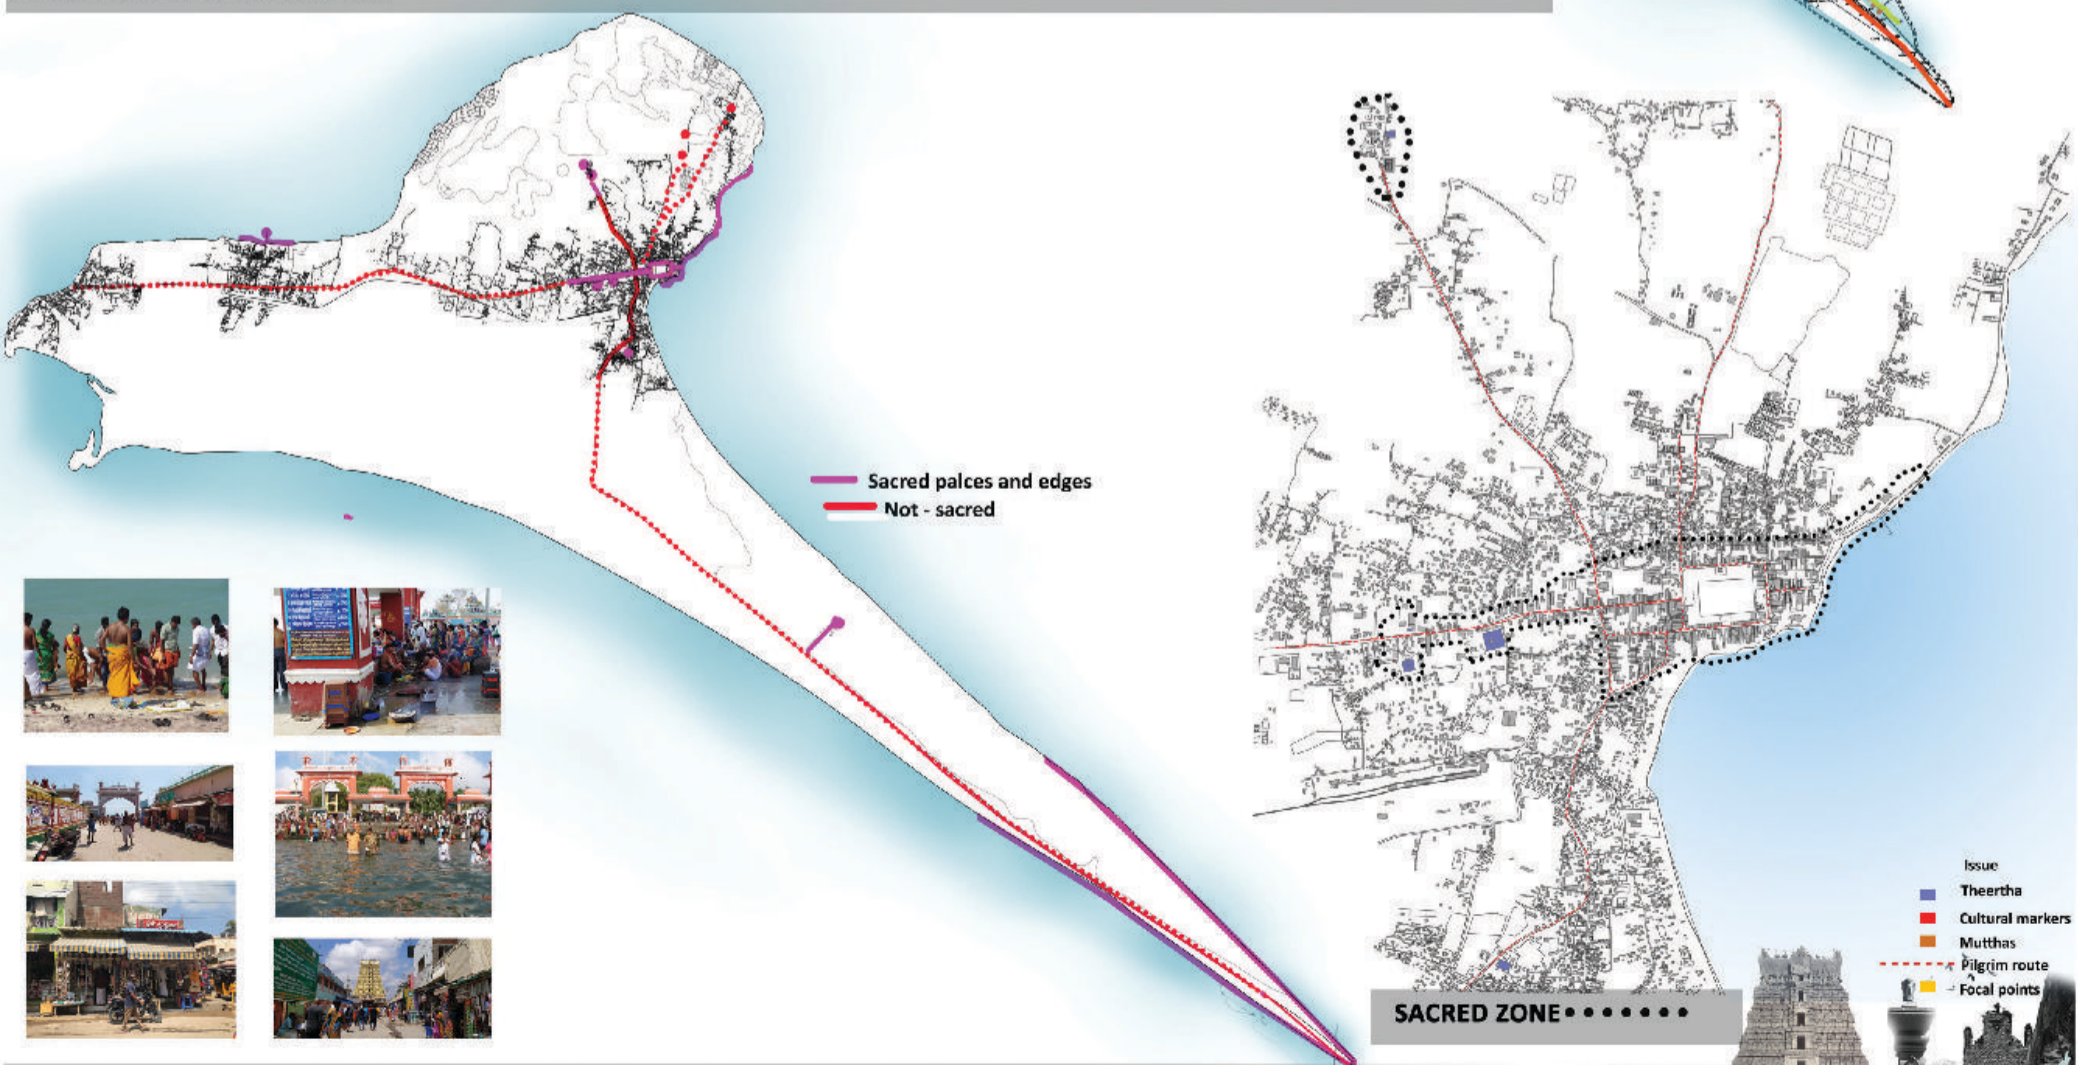 Sacred palces and edges
Not - sacred
Issue
Theertha
Cultural markers
Mutthas
Pilgrim route
Focal points
SACRED ZONE